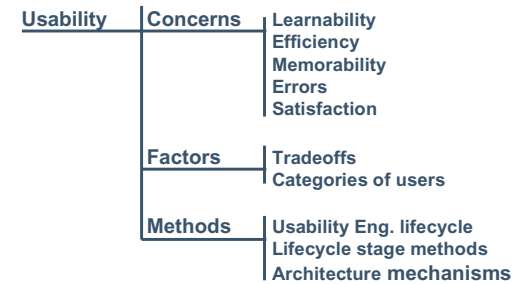 Usability Concerns Learnability
Efficiency
Memorability
Errors
Satisfaction
Factors Tradeoffs
Categories of users
Methods Usability Eng. lifecycle
Lifecycle stage methods
Architecture mechanisms